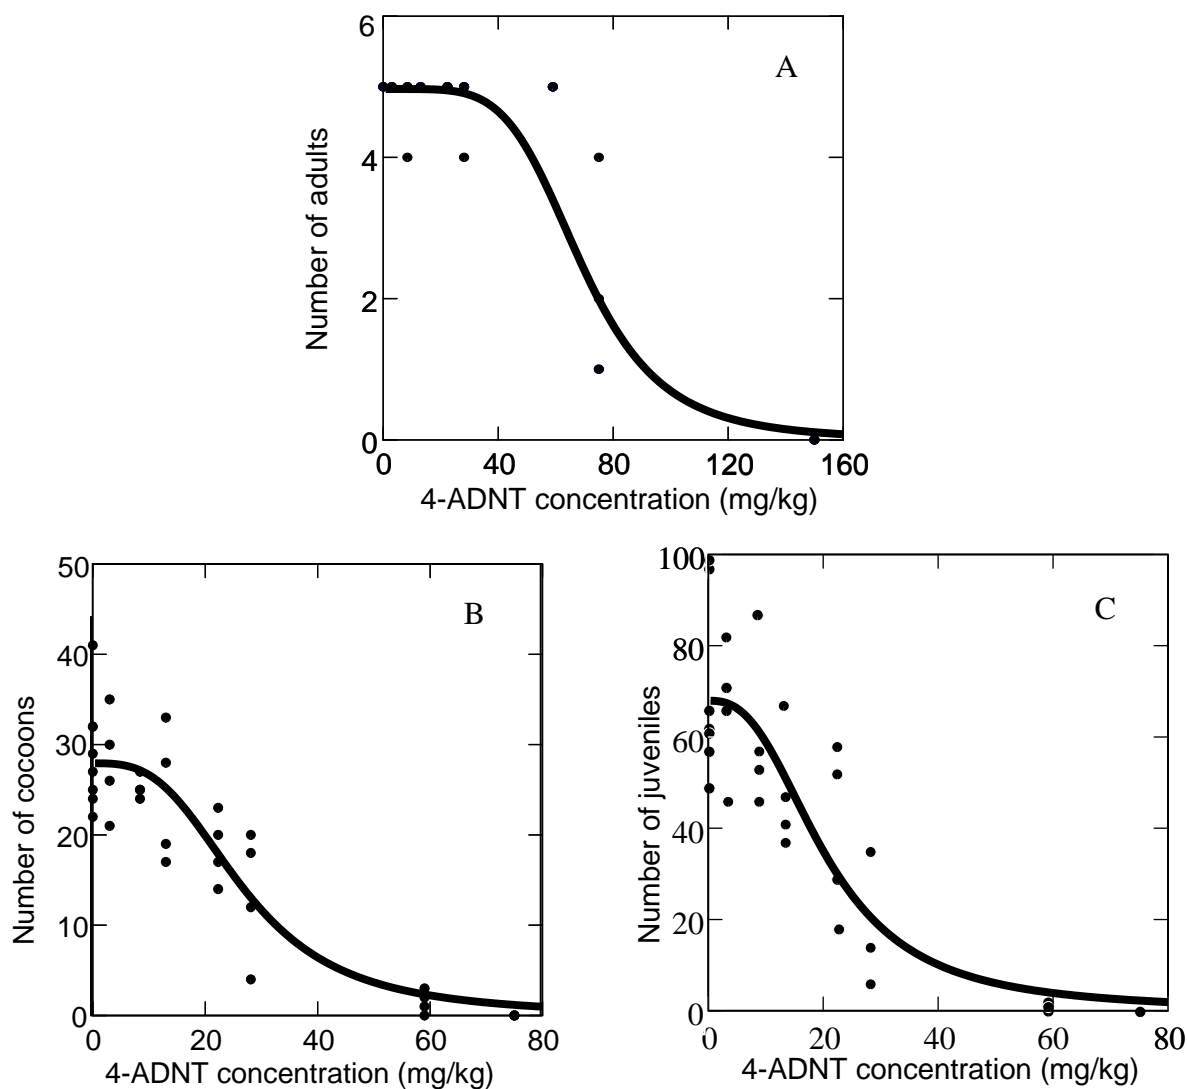 6
A
4
2
0
Number of adults
0 40 80 120 160
4-ADNT concentration (mg/kg)
50
B
40
30
20
10
0
Number of cocoons
0 20 40 60 80
4-ADNT concentration (mg/kg)
100
C
80
60
40
20
0
Number of juveniles
0 20 40 60 80
4-ADNT concentration (mg/kg)